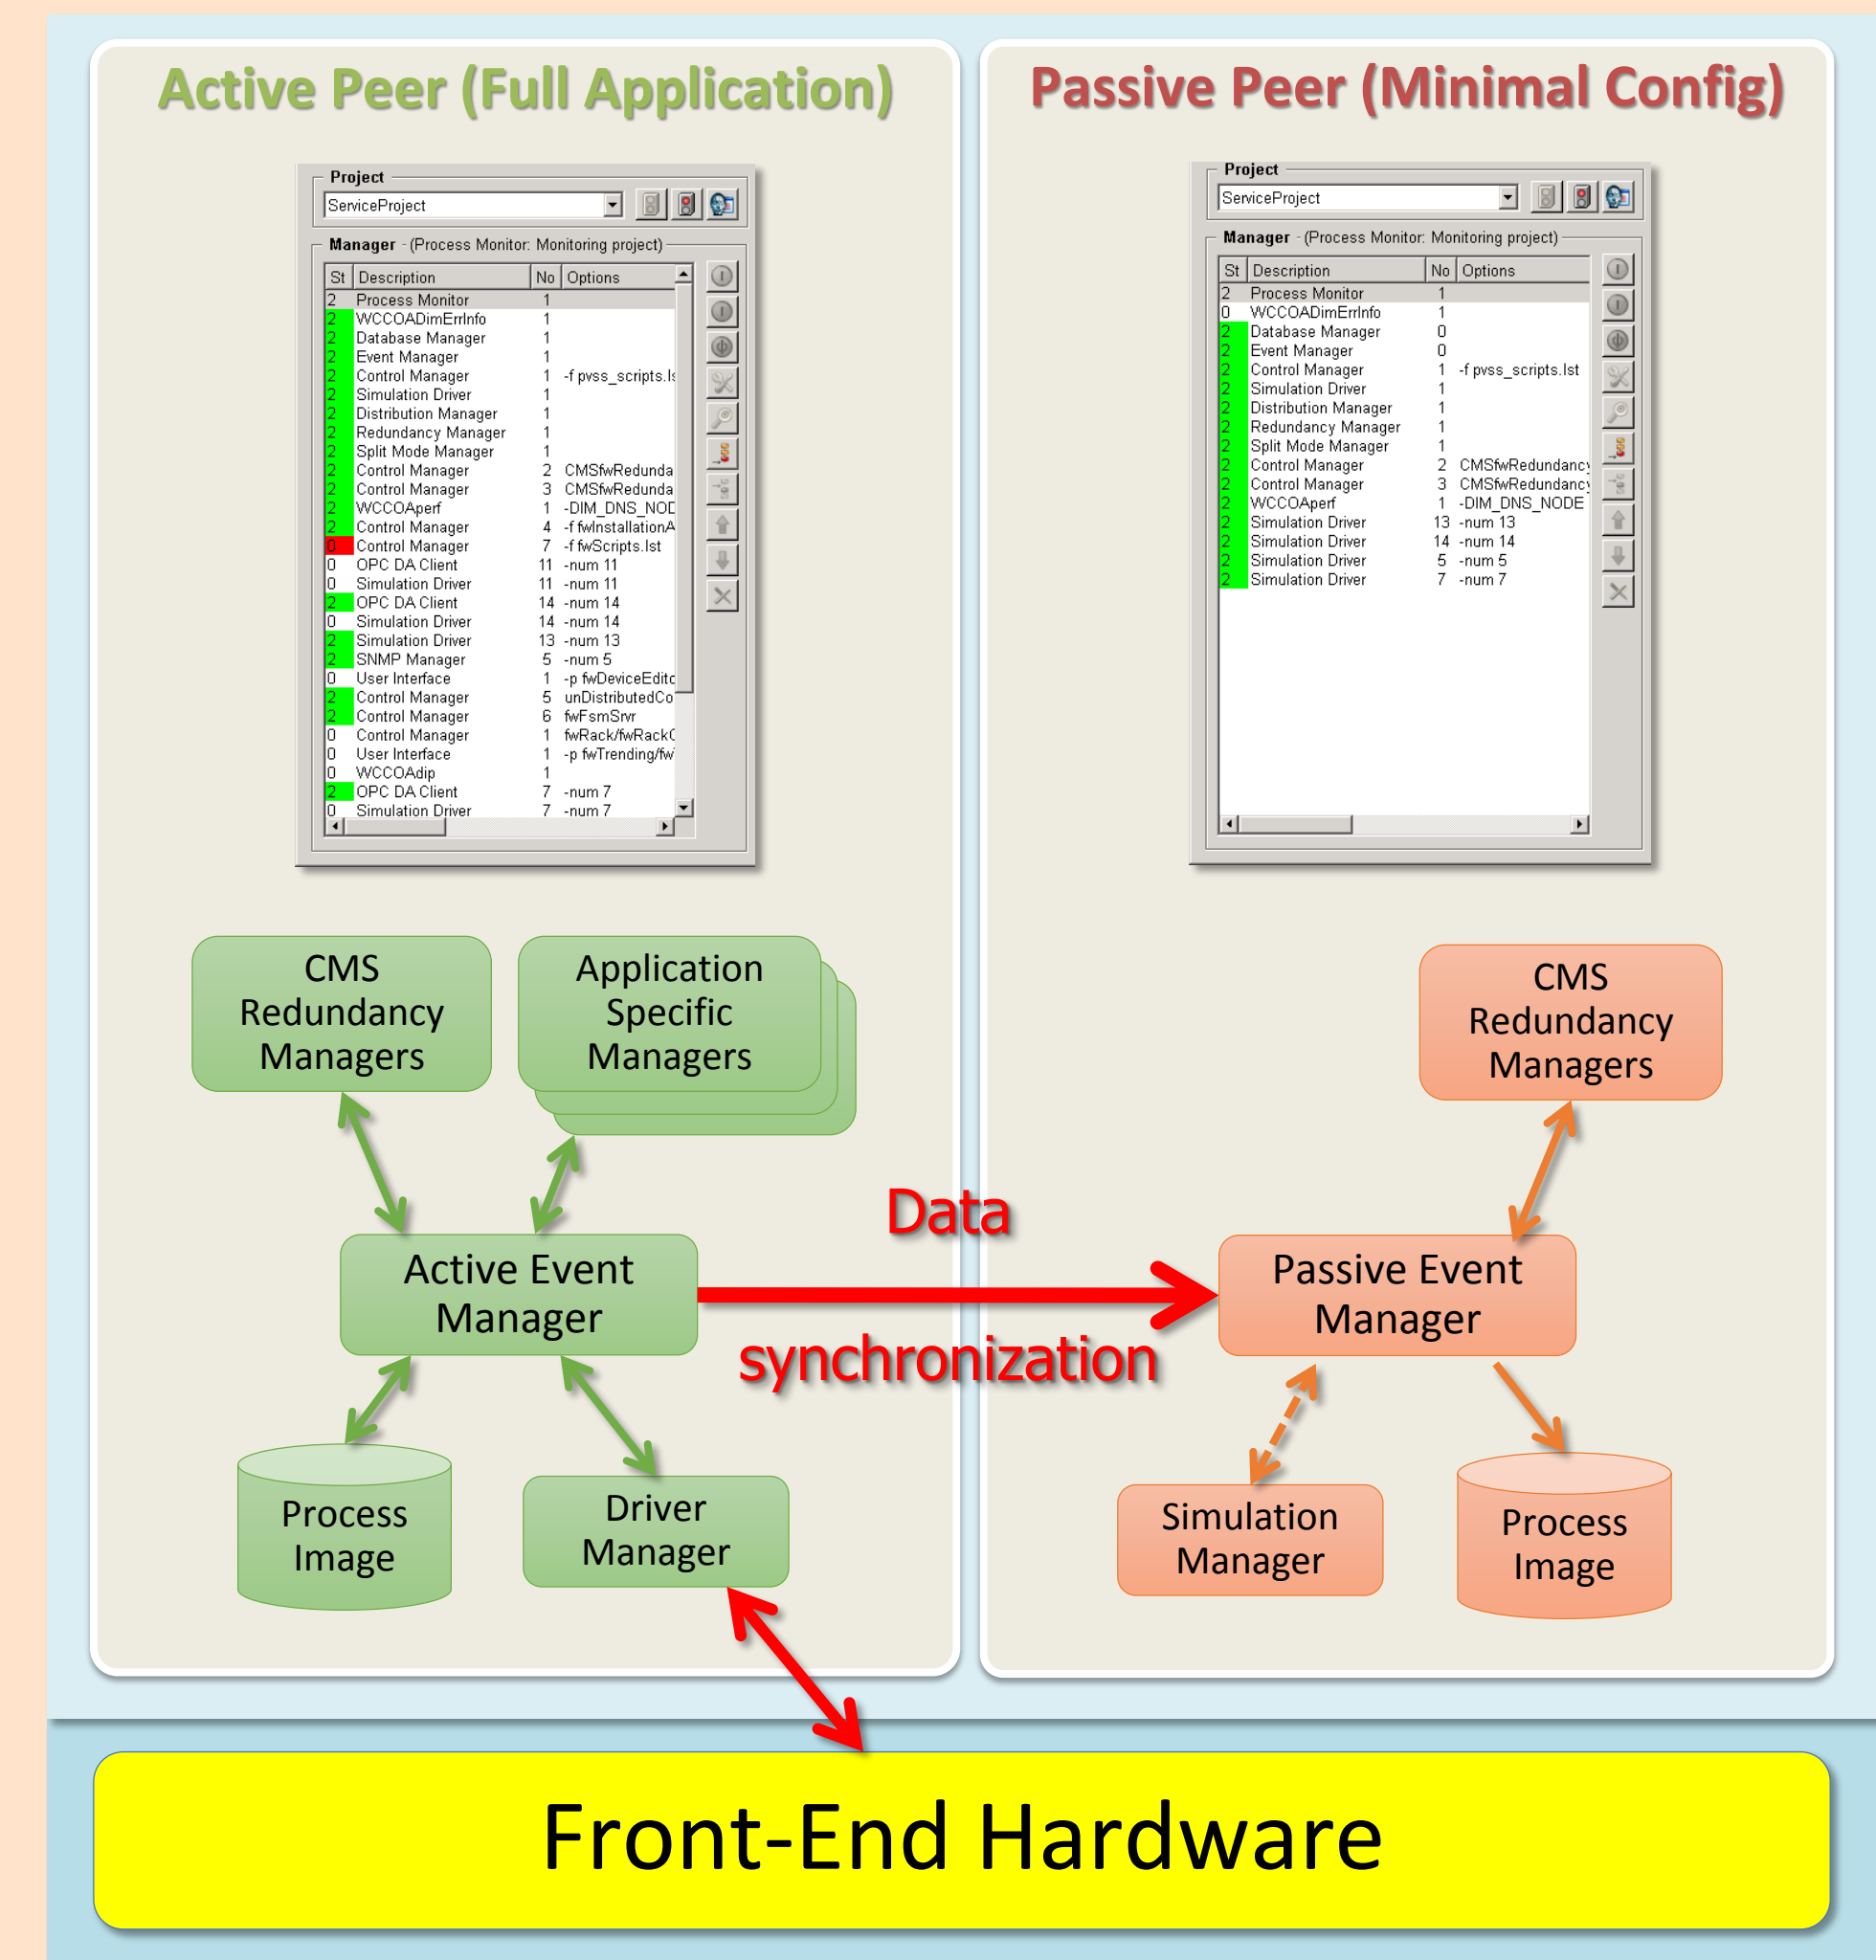 Active Peer (Full Application)
Project
ServiceProject
Manager - (Process Monitor: Monitoring project)
St Description No Options
2 Process Monitor 1
2 WCCOADimErrInfo 1
2 Database Manager 1
2 Event Manager 1
2 Control Manager 1 -f pvss_scripts.ls
2 Simulation Driver 1
2 Distribution Manager 1
2 Redundancy Manager 1
2 Split Mode Manager 1
2 Control Manager 2 CMSfwRedunda
2 Control Manager 3 CMSfwRedunda
2 WCCOAperf 1 -DIM_DNS_NOD
2 Control Manager 4 -f fwInstallationA
0 Control Manager 7 -f fwScripts.lst
0 OPC DA Client 11 -num 11
0 Simulation Driver 11 -num 11
2 OPC DA Client 14 -num 14
0 Simulation Driver 14 -num 14
2 Simulation Driver 13 -num 13
2 SNMP Manager 5 -num 5
0 User Interface 1 -p fwDeviceEdito
2 Control Manager 5 unDistributedCo
2 Control Manager 6 fwFsmSrvr
0 Control Manager 1 fwRack/fwRackC
0 User Interface 1 -p fwTrending/fw
0 WCCOAdip 1
2 OPC DA Client 7 -num 7
0 Simulation Driver 7 -num 7
CMS
Redundancy
Managers
Application
Specific
Managers
Active Event
Manager
Process
Image
Driver
Manager
Data
synchronization
Passive Peer (Minimal Config)
Project
ServiceProject
Manager - (Process Monitor: Monitoring project)
St Description No Options
2 Process Monitor 1
0 WCCOADimErrInfo 1
2 Database Manager 0
2 Event Manager 0
2 Control Manager 1 -f pvss_scripts.lst
2 Simulation Driver 1
2 Distribution Manager 1
2 Redundancy Manager 1
2 Split Mode Manager 1
2 Control Manager 2 CMSfwRedundancy
2 Control Manager 3 CMSfwRedundancy
2 WCCOAperf 1 -DIM_DNS_NODE
2 Simulation Driver 13 -num 13
2 Simulation Driver 14 -num 14
2 Simulation Driver 5 -num 5
2 Simulation Driver 7 -num 7
CMS
Redundancy
Managers
Passive Event
Manager
Simulation
Manager
Process
Image
Front-End Hardware